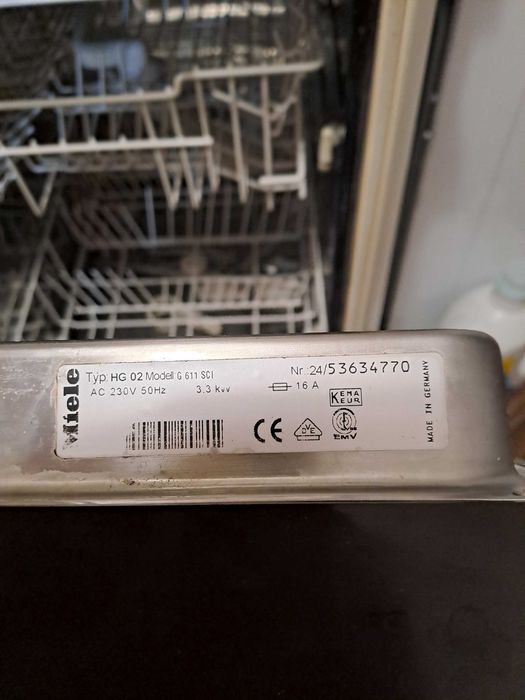 Miele
Typ: HG 02 Modell G 611 SCI
Nr.:24/53634770
AC 230V 50Hz 3.3 kW
16 A
KEMA
KEUR
CE
VDE
EMV
MADE IN GERMANY